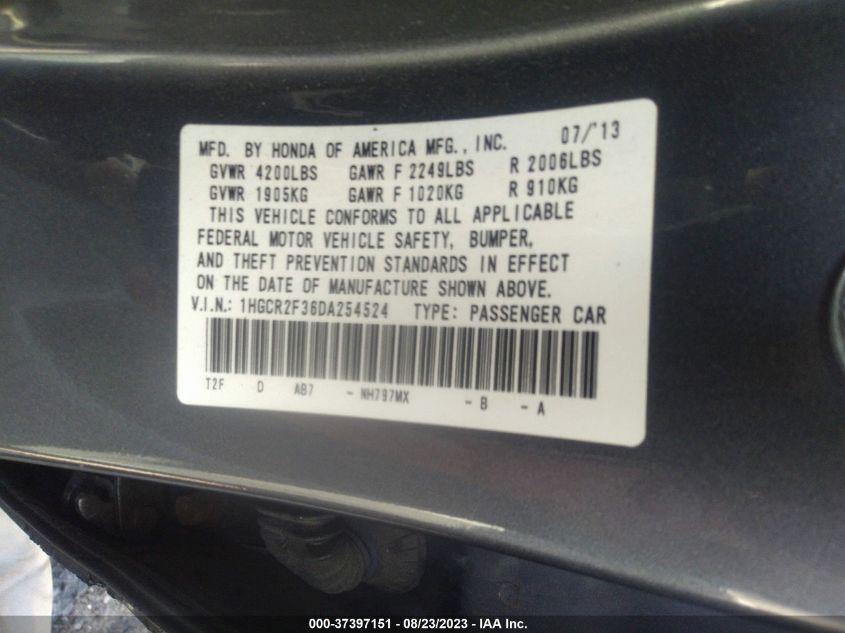 MFD. BY HONDA OF AMERICA MFG., INC. 07/'13
GVWR 4200LBS GAWR F 2249LBS R 2006LBS
GVWR 1905KG GAWR F 1020KG R 910KG
THIS VEHICLE CONFORMS TO ALL APPLICABLE
FEDERAL MOTOR VEHICLE SAFETY, BUMPER,
AND THEFT PREVENTION STANDARDS IN EFFECT
ON THE DATE OF MANUFACTURE SHOWN ABOVE.
V.I.N.: 1HGCR2F36DA254524 TYPE: PASSENGER CAR
T2F D AB7 - NH797MX - B - A
000-37397151 - 08/23/2023 - IAA Inc.